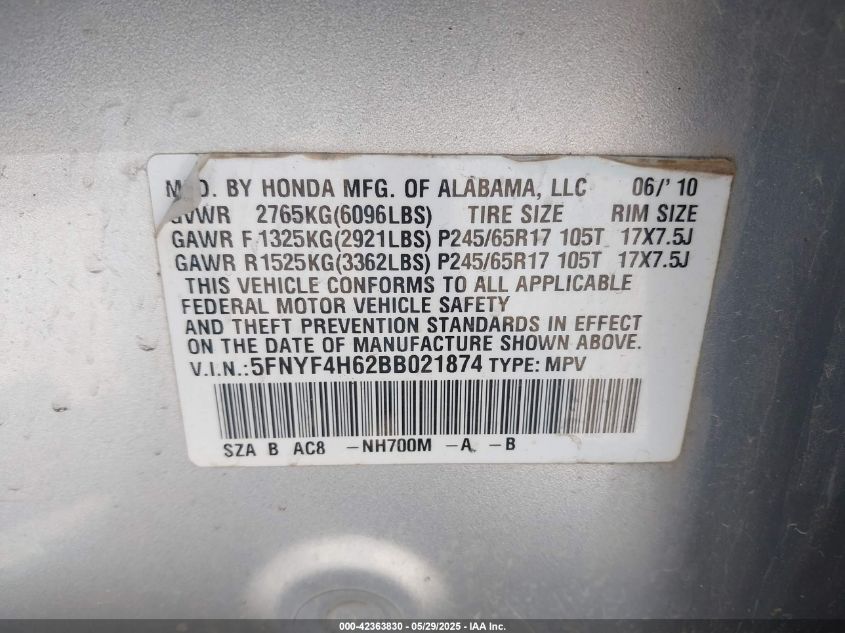 MFD. BY HONDA MFG. OF ALABAMA, LLC 06/'10
GVWR 2765KG(6096LBS) TIRE SIZE RIM SIZE
GAWR F1325KG(2921LBS) P245/65R17 105T 17X7.5J
GAWR R1525KG(3362LBS) P245/65R17 105T 17X7.5J
THIS VEHICLE CONFORMS TO ALL APPLICABLE
FEDERAL MOTOR VEHICLE SAFETY
AND THEFT PREVENTION STANDARDS IN EFFECT
ON THE DATE OF MANUFACTURE SHOWN ABOVE.
V.I.N.:5FNYF4H62BB021874 TYPE: MPV
SZA B AC8 -NH700M -A -B
000-42363830 - 05/29/2025 - IAA Inc.